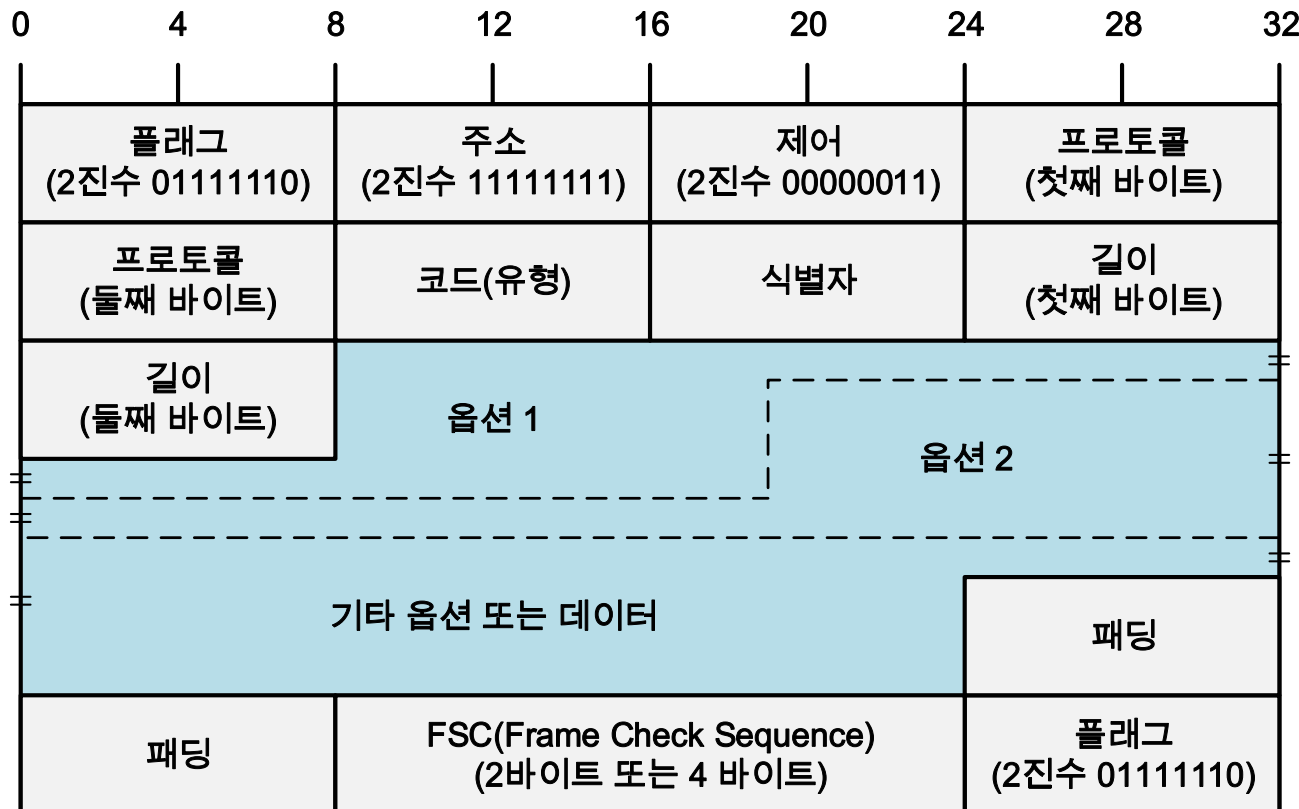 0 4 8 12 16 20 24 28 32
플래그
(2진수 01111110)
주소
(2진수 11111111)
제어
(2진수 00000011)
프로토콜
(첫째 바이트)
프로토콜
(둘째 바이트)
코드(유형)
식별자
길이
(첫째 바이트)
길이
(둘째 바이트)
옵션 1
옵션 2
기타 옵션 또는 데이터
패딩
패딩
FSC(Frame Check Sequence)
(2바이트 또는 4 바이트)
플래그
(2진수 01111110)